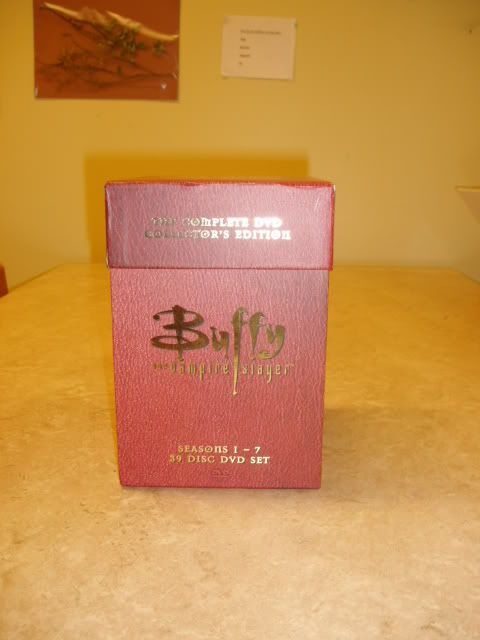 THE COMPLETE DVD
COLLECTOR'S EDITION
Buffy
the vampire slayer
SEASONS 1 - 7
39 DISC DVD SET